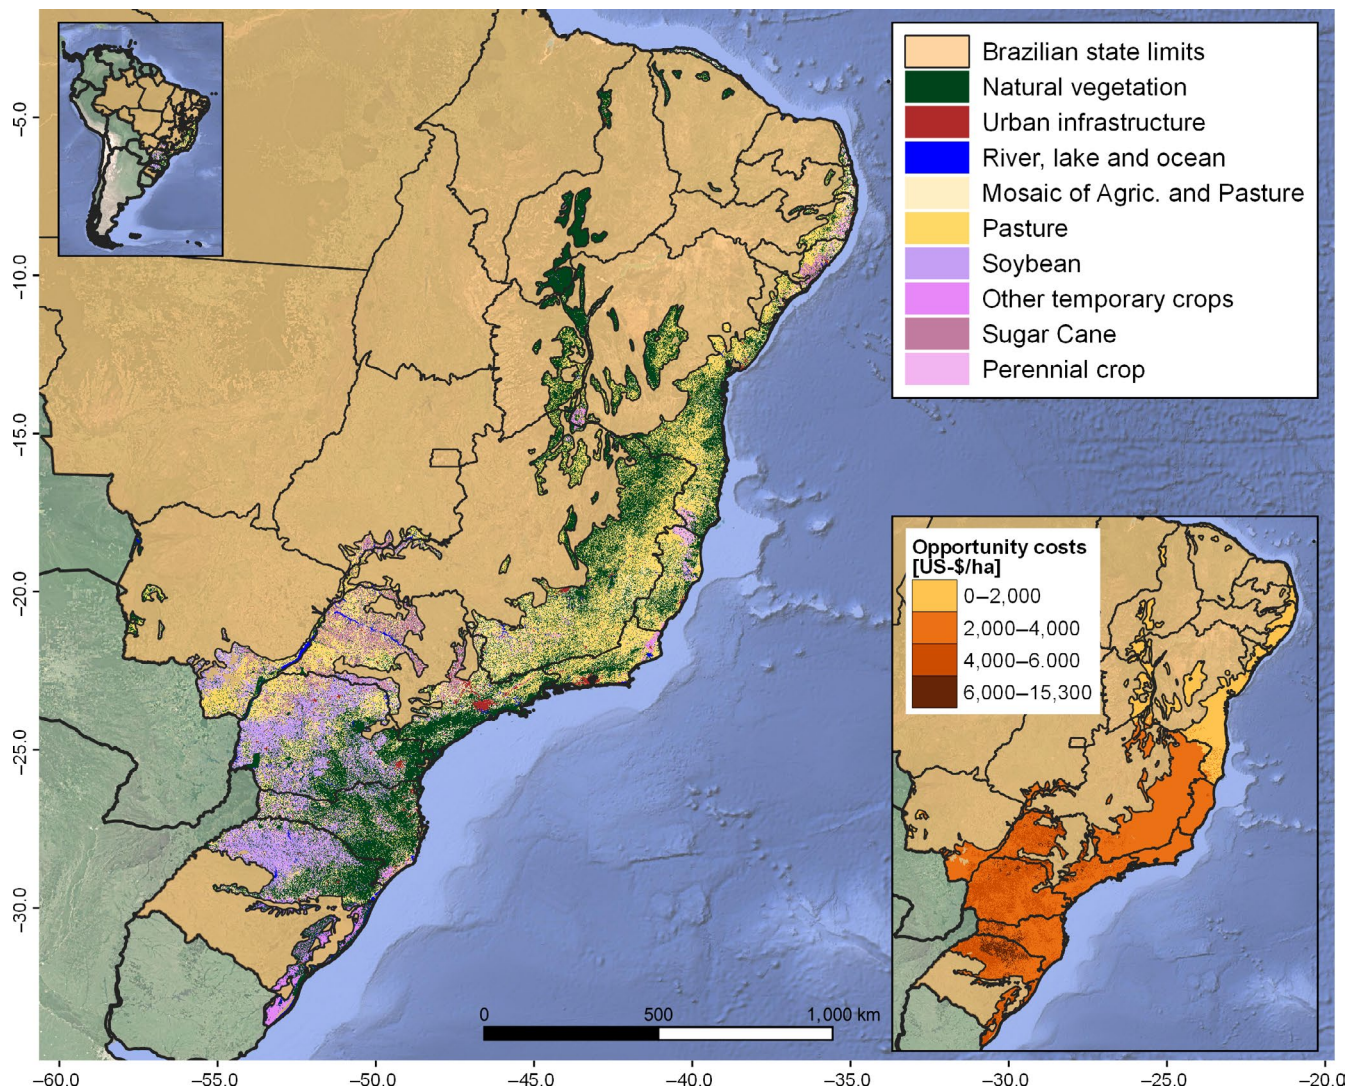 Brazilian state limits
Natural vegetation
Urban infrastructure
River, lake and ocean
Mosaic of Agric. and Pasture
Pasture
Soybean
Other temporary crops
Sugar Cane
Perennial crop
−5.0
−10.0
−15.0
−20.0
−25.0
−30.0
Opportunity costs
[US-$/ha]
0–2,000
2,000–4,000
4,000–6.000
6,000–15,300
0 500 1,000 km
−60.0 −55.0 −50.0 −45.0 −40.0 −35.0 −30.0 −25.0 −20.0